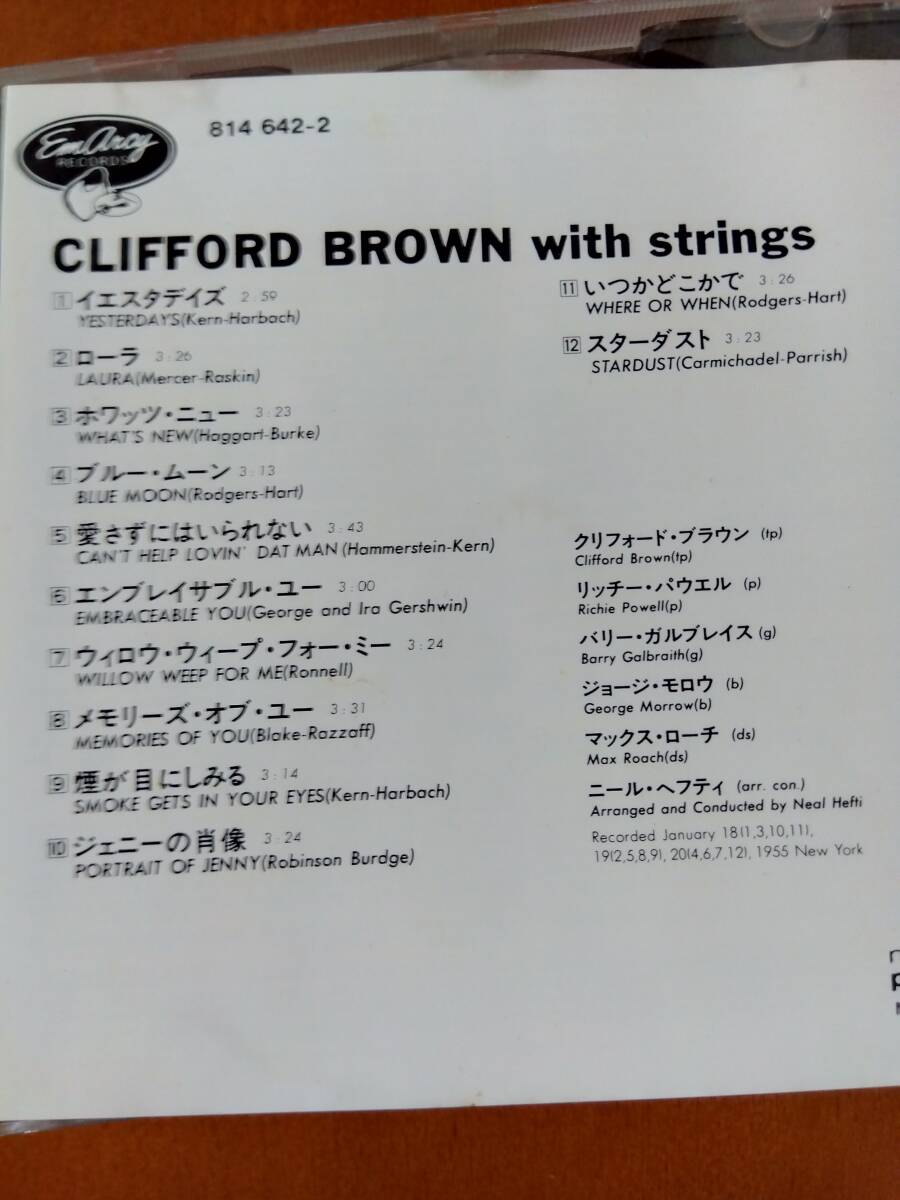 EmArcy
RECORDS
814 642-2
CLIFFORD BROWN with strings
1 イエスタデイズ 2:59
YESTERDAYS(Kern-Harbach)
2 ローラ 3:26
LAURA(Mercer-Raskin)
3 ホワッツ・ニュー 3:23
WHAT'S NEW(Haggart-Burke)
4 ブルー・ムーン 3:13
BLUE MOON(Rodgers-Hart)
5 愛さずにはいられない 3:43
CAN'T HELP LOVIN' DAT MAN(Hammerstein-Kern)
6 エンブレイサブル・ユー 3:00
EMBRACEABLE YOU(George and Ira Gershwin)
7 ウィロウ・ウィープ・フォー・ミー 3:24
WILLOW WEEP FOR ME(Ronnell)
8 メモリーズ・オブ・ユー 3:31
MEMORIES OF YOU(Blake-Razzaff)
9 煙が目にしみる 3:14
SMOKE GETS IN YOUR EYES(Kern-Harbach)
10 ジェニーの肖像 3:24
PORTRAIT OF JENNY(Robinson Burdge)
11 いつかどこかで 3:26
WHERE OR WHEN(Rodgers-Hart)
12 スターダスト 3:23
STARDUST(Carmichadel-Parrish)
クリフォード・ブラウン (tp)
Clifford Brown(tp)
リッチー・パウエル (p)
Richie Powell(p)
バリー・ガルブレイス (g)
Barry Galbraith(g)
ジョージ・モロウ (b)
George Morrow(b)
マックス・ローチ (ds)
Max Roach(ds)
ニール・ヘフティ (arr. con.)
Arranged and Conducted by Neal Hefti
Recorded January 18(1,3,10,11),
19(2,5,8,9), 20(4,6,7,12), 1955 New York